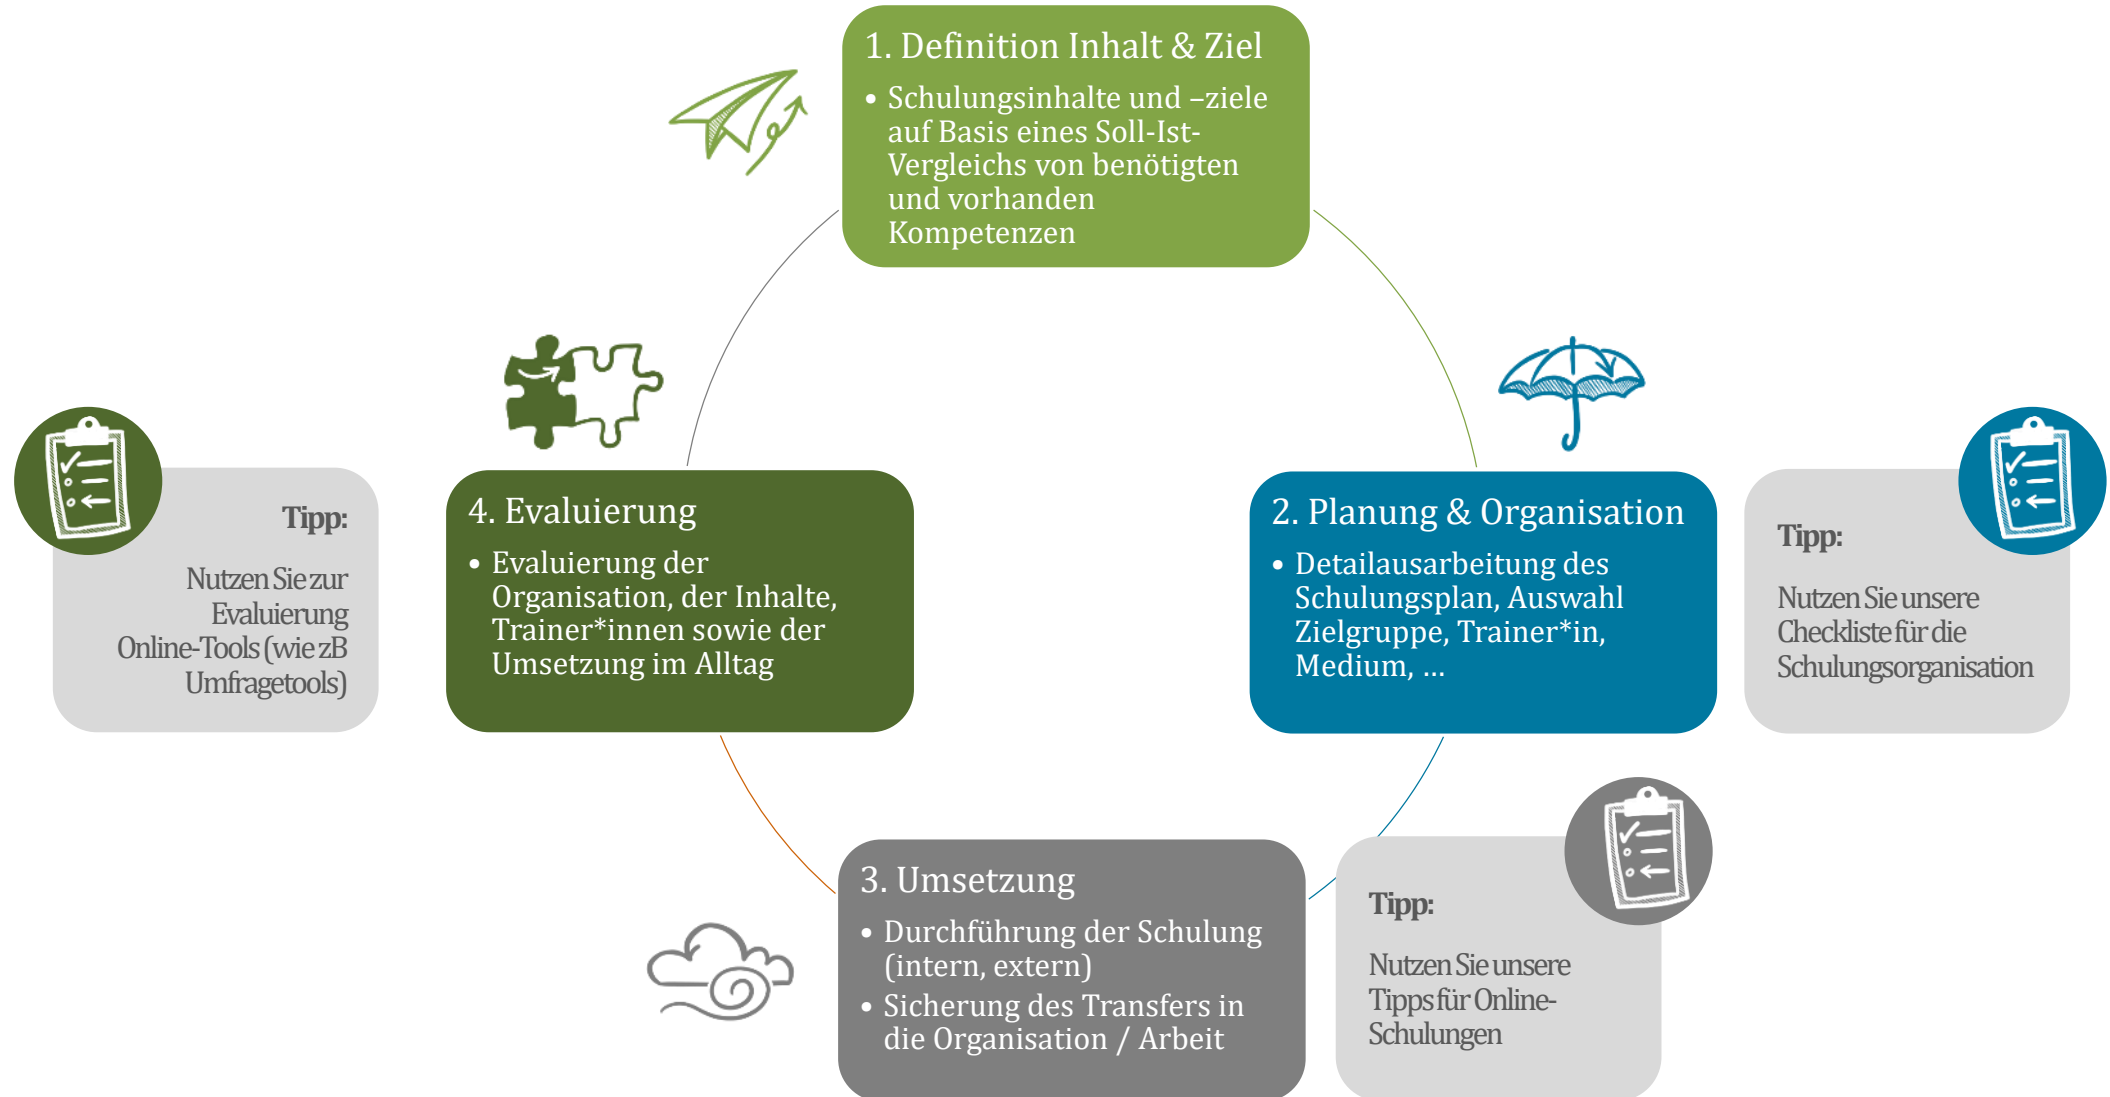 1. Definition Inhalt & Ziel
• Schulungsinhalte und –ziele
auf Basis eines Soll-Ist-
Vergleichs von benötigten
und vorhanden
Kompetenzen
2. Planung & Organisation
• Detailausarbeitung des
Schulungsplan, Auswahl
Zielgruppe, Trainer*in,
Medium, ...
Tipp:
Nutzen Sie unsere
Checkliste für die
Schulungsorganisation
3. Umsetzung
• Durchführung der Schulung
(intern, extern)
• Sicherung des Transfers in
die Organisation / Arbeit
Tipp:
Nutzen Sie unsere
Tipps für Online-
Schulungen
4. Evaluierung
• Evaluierung der
Organisation, der Inhalte,
Trainer*innen sowie der
Umsetzung im Alltag
Tipp:
Nutzen Sie zur
Evaluierung
Online-Tools (wie zB
Umfragetools)